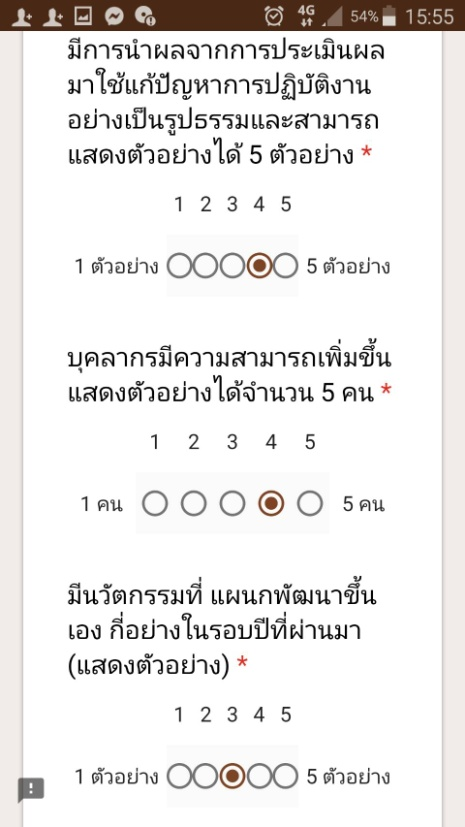 4G 54% 15:55
มีการนำผลจากการประเมินผล
มาใช้แก้ปัญหาการปฏิบัติงาน
อย่างเป็นรูปธรรมและสามารถ
แสดงตัวอย่างได้ 5 ตัวอย่าง *
1 2 3 4 5
1 ตัวอย่าง 5 ตัวอย่าง
บุคลากรมีความสามารถเพิ่มขึ้น
แสดงตัวอย่างได้จำนวน 5 คน *
1 2 3 4 5
1 คน 5 คน
มีนวัตกรรมที่ แผนกพัฒนาขึ้น
เอง กี่อย่างในรอบปีที่ผ่านมา
(แสดงตัวอย่าง) *
1 2 3 4 5
1 ตัวอย่าง 5 ตัวอย่าง